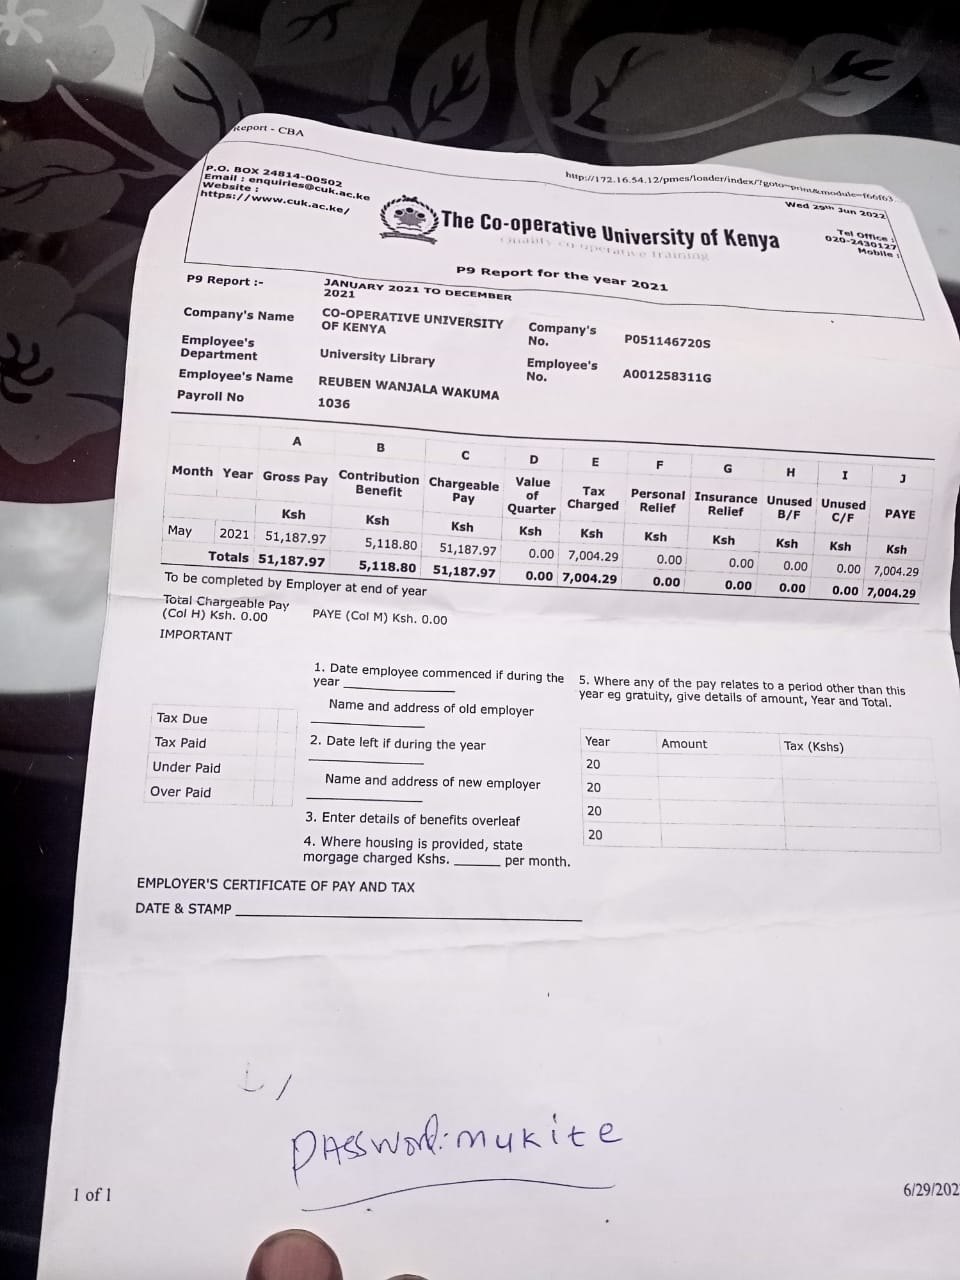 Report - CBA
http://172.16.54.12/pmes/loader/index/?goto=print&module=f66f63...
P.O. BOX 24814-00502
Email : enquiries@cuk.ac.ke
Website :
https://www.cuk.ac.ke/
Wed 29th Jun 2022
Tel Office :
020-2430127
Mobile :
The Co-operative University of Kenya
Quality co-operative training
P9 Report for the year 2021
P9 Report :- JANUARY 2021 TO DECEMBER
2021
Company's Name CO-OPERATIVE UNIVERSITY
OF KENYA
Company's
No. P051146720S
Employee's
Department University Library
Employee's
No. A001258311G
Employee's Name REUBEN WANJALA WAKUMA
Payroll No 1036
A B C D E F G H I J
Month Year Gross Pay Contribution Benefit Chargeable Pay Value of Quarter Tax Charged Personal Relief Insurance Relief Unused B/F Unused C/F PAYE
Ksh Ksh Ksh Ksh Ksh Ksh Ksh Ksh Ksh Ksh
May 2021 51,187.97 5,118.80 51,187.97 0.00 7,004.29 0.00 0.00 0.00 0.00 7,004.29
Totals 51,187.97 5,118.80 51,187.97 0.00 7,004.29 0.00 0.00 0.00 0.00 7,004.29
To be completed by Employer at end of year
Total Chargeable Pay
(Col H) Ksh. 0.00 PAYE (Col M) Ksh. 0.00
IMPORTANT
1. Date employee commenced if during the
year
Name and address of old employer
2. Date left if during the year
Name and address of new employer
3. Enter details of benefits overleaf
4. Where housing is provided, state
morgage charged Kshs. ______ per month.
5. Where any of the pay relates to a period other than this
year eg gratuity, give details of amount, Year and Total.
Tax Due
Tax Paid
Under Paid
Over Paid
Year Amount Tax (Kshs)
20
20
20
20
EMPLOYER'S CERTIFICATE OF PAY AND TAX
DATE & STAMP
password: mukite
1 of 1
6/29/202